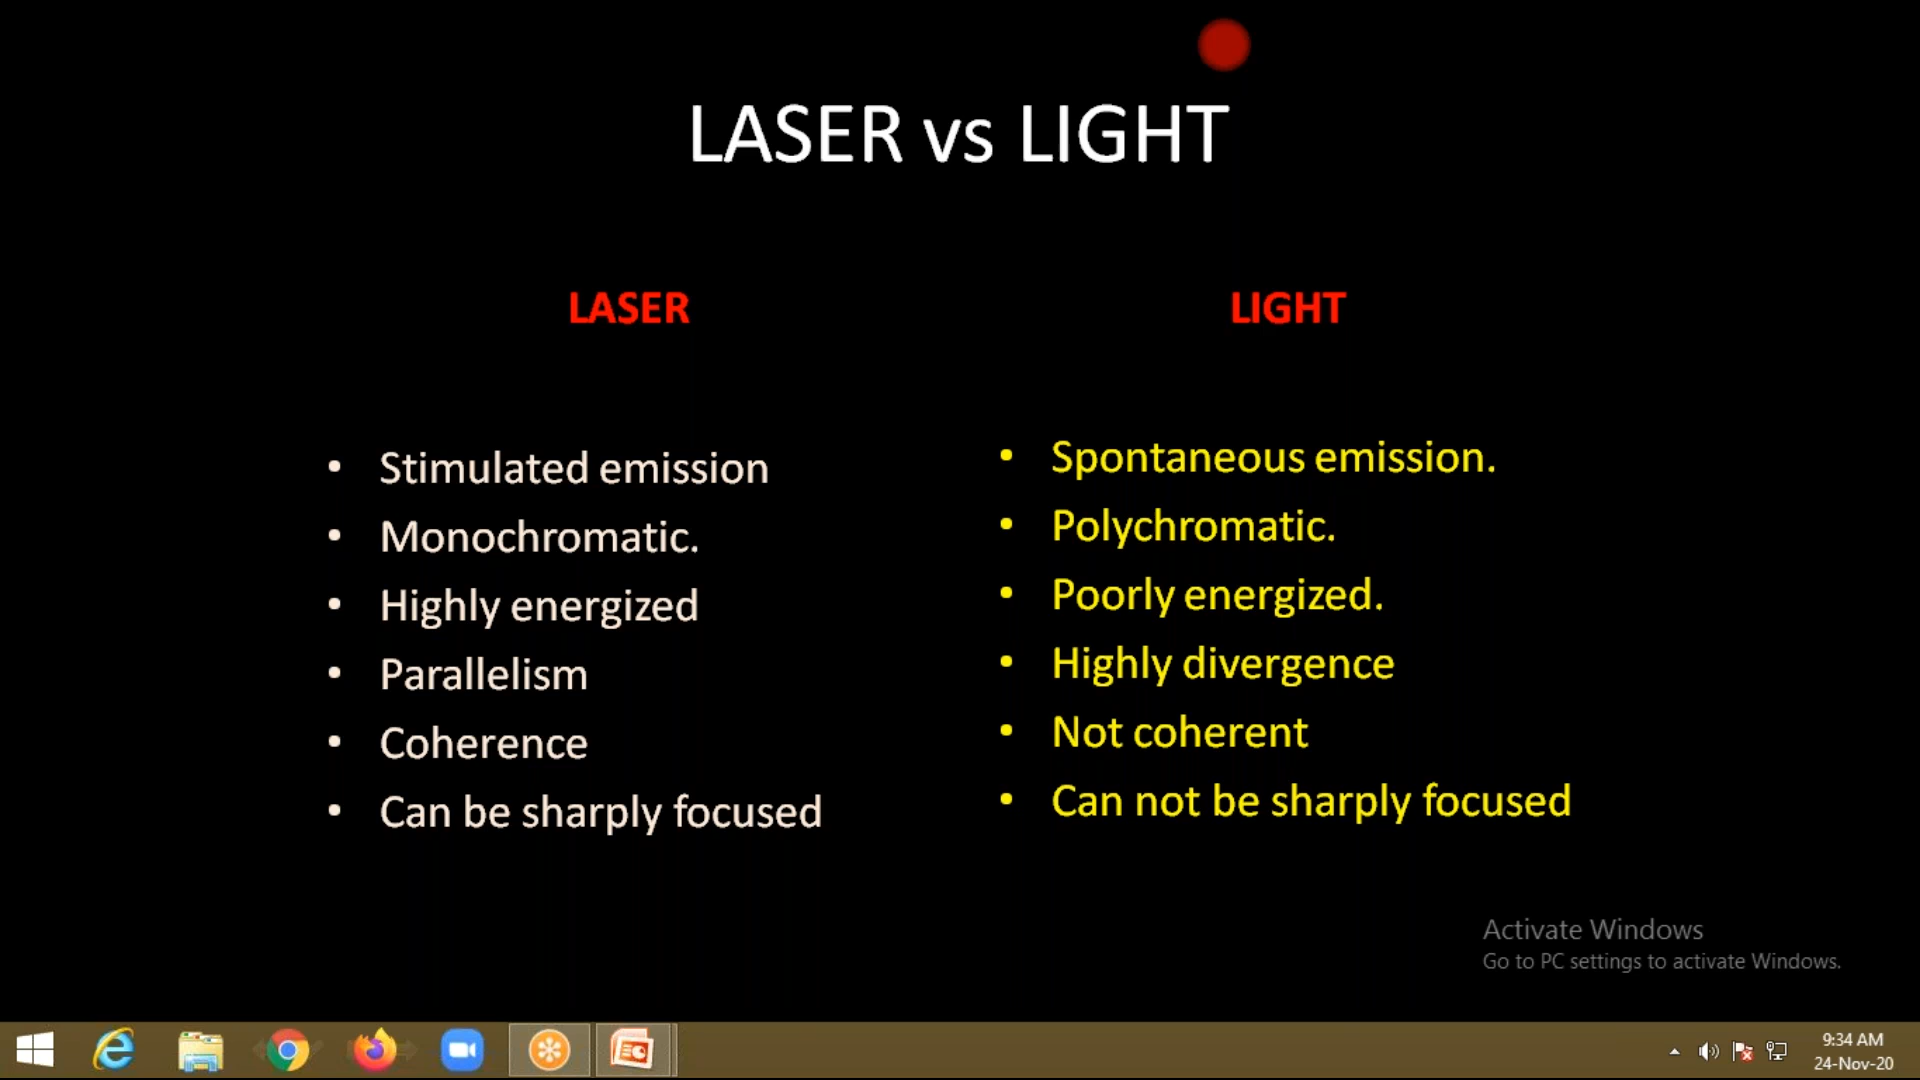 LASER vs LIGHT
LASER
• Stimulated emission
• Monochromatic.
• Highly energized
• Parallelism
• Coherence
• Can be sharply focused
LIGHT
• Spontaneous emission.
• Polychromatic.
• Poorly energized.
• Highly divergence
• Not coherent
• Can not be sharply focused
Activate Windows
Go to PC settings to activate Windows.
9:34 AM
24-Nov-20